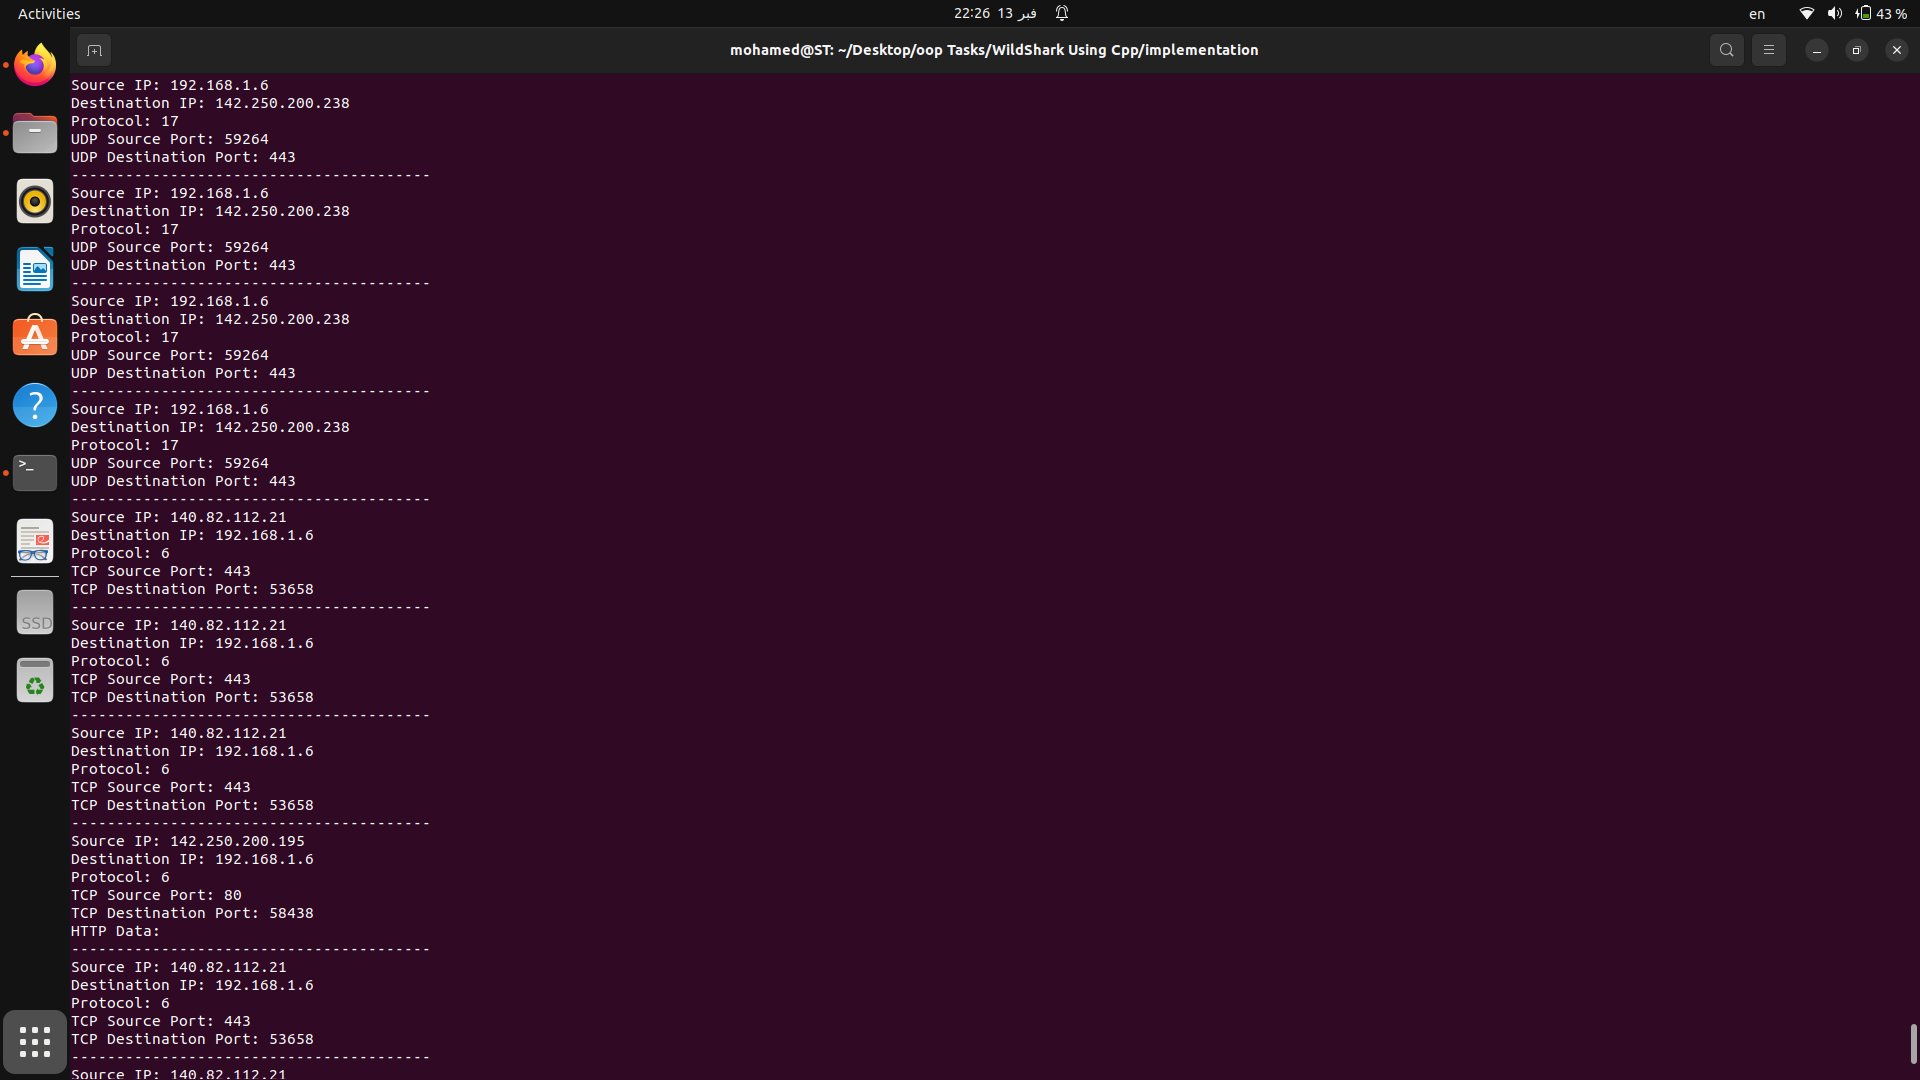 Activities
22:26 13 فبر
en
43 %
mohamed@ST: ~/Desktop/oop Tasks/WildShark Using Cpp/implementation
Source IP: 192.168.1.6
Destination IP: 142.250.200.238
Protocol: 17
UDP Source Port: 59264
UDP Destination Port: 443
----------------------------------------
Source IP: 192.168.1.6
Destination IP: 142.250.200.238
Protocol: 17
UDP Source Port: 59264
UDP Destination Port: 443
----------------------------------------
Source IP: 192.168.1.6
Destination IP: 142.250.200.238
Protocol: 17
UDP Source Port: 59264
UDP Destination Port: 443
----------------------------------------
Source IP: 192.168.1.6
Destination IP: 142.250.200.238
Protocol: 17
UDP Source Port: 59264
UDP Destination Port: 443
----------------------------------------
Source IP: 140.82.112.21
Destination IP: 192.168.1.6
Protocol: 6
TCP Source Port: 443
TCP Destination Port: 53658
----------------------------------------
Source IP: 140.82.112.21
Destination IP: 192.168.1.6
Protocol: 6
TCP Source Port: 443
TCP Destination Port: 53658
----------------------------------------
Source IP: 140.82.112.21
Destination IP: 192.168.1.6
Protocol: 6
TCP Source Port: 443
TCP Destination Port: 53658
----------------------------------------
Source IP: 142.250.200.195
Destination IP: 192.168.1.6
Protocol: 6
TCP Source Port: 80
TCP Destination Port: 58438
HTTP Data:
----------------------------------------
Source IP: 140.82.112.21
Destination IP: 192.168.1.6
Protocol: 6
TCP Source Port: 443
TCP Destination Port: 53658
----------------------------------------
Source IP: 140.82.112.21
SSD